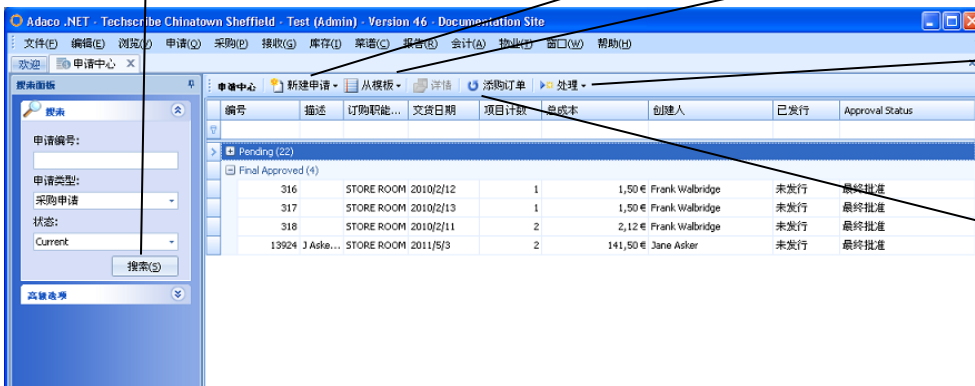 Adaco .NET - Techscribe Chinatown Sheffield - Test (Admin) - Version 46 - Documentation Site
文件(F) 编辑(E) 浏览(V) 申请(Q) 采购(P) 接收(G) 库存(I) 菜谱(C) 报告(R) 会计(A) 物业(T) 窗口(W) 帮助(H)
欢迎 申请中心 X
搜索面板 申请中心 新建申请 从模板 详情 添购订单 处理
搜索 编号 描述 订购职能... 交货日期 项目计数 总成本 创建人 已发行 Approval Status
申请编号:
Pending (22)
Final Approved (4)
申请类型:
采购申请
316 STORE ROOM 2010/2/12 1 1,50 € Frank Walbridge 未发行 最终批准
317 STORE ROOM 2010/2/13 1 1,50 € Frank Walbridge 未发行 最终批准
状态:
318 STORE ROOM 2010/2/11 2 2,12 € Frank Walbridge 未发行 最终批准
Current
13924 J Aske... STORE ROOM 2011/5/3 2 141,50 € Jane Asker 未发行 最终批准
搜索(S)
高级选项